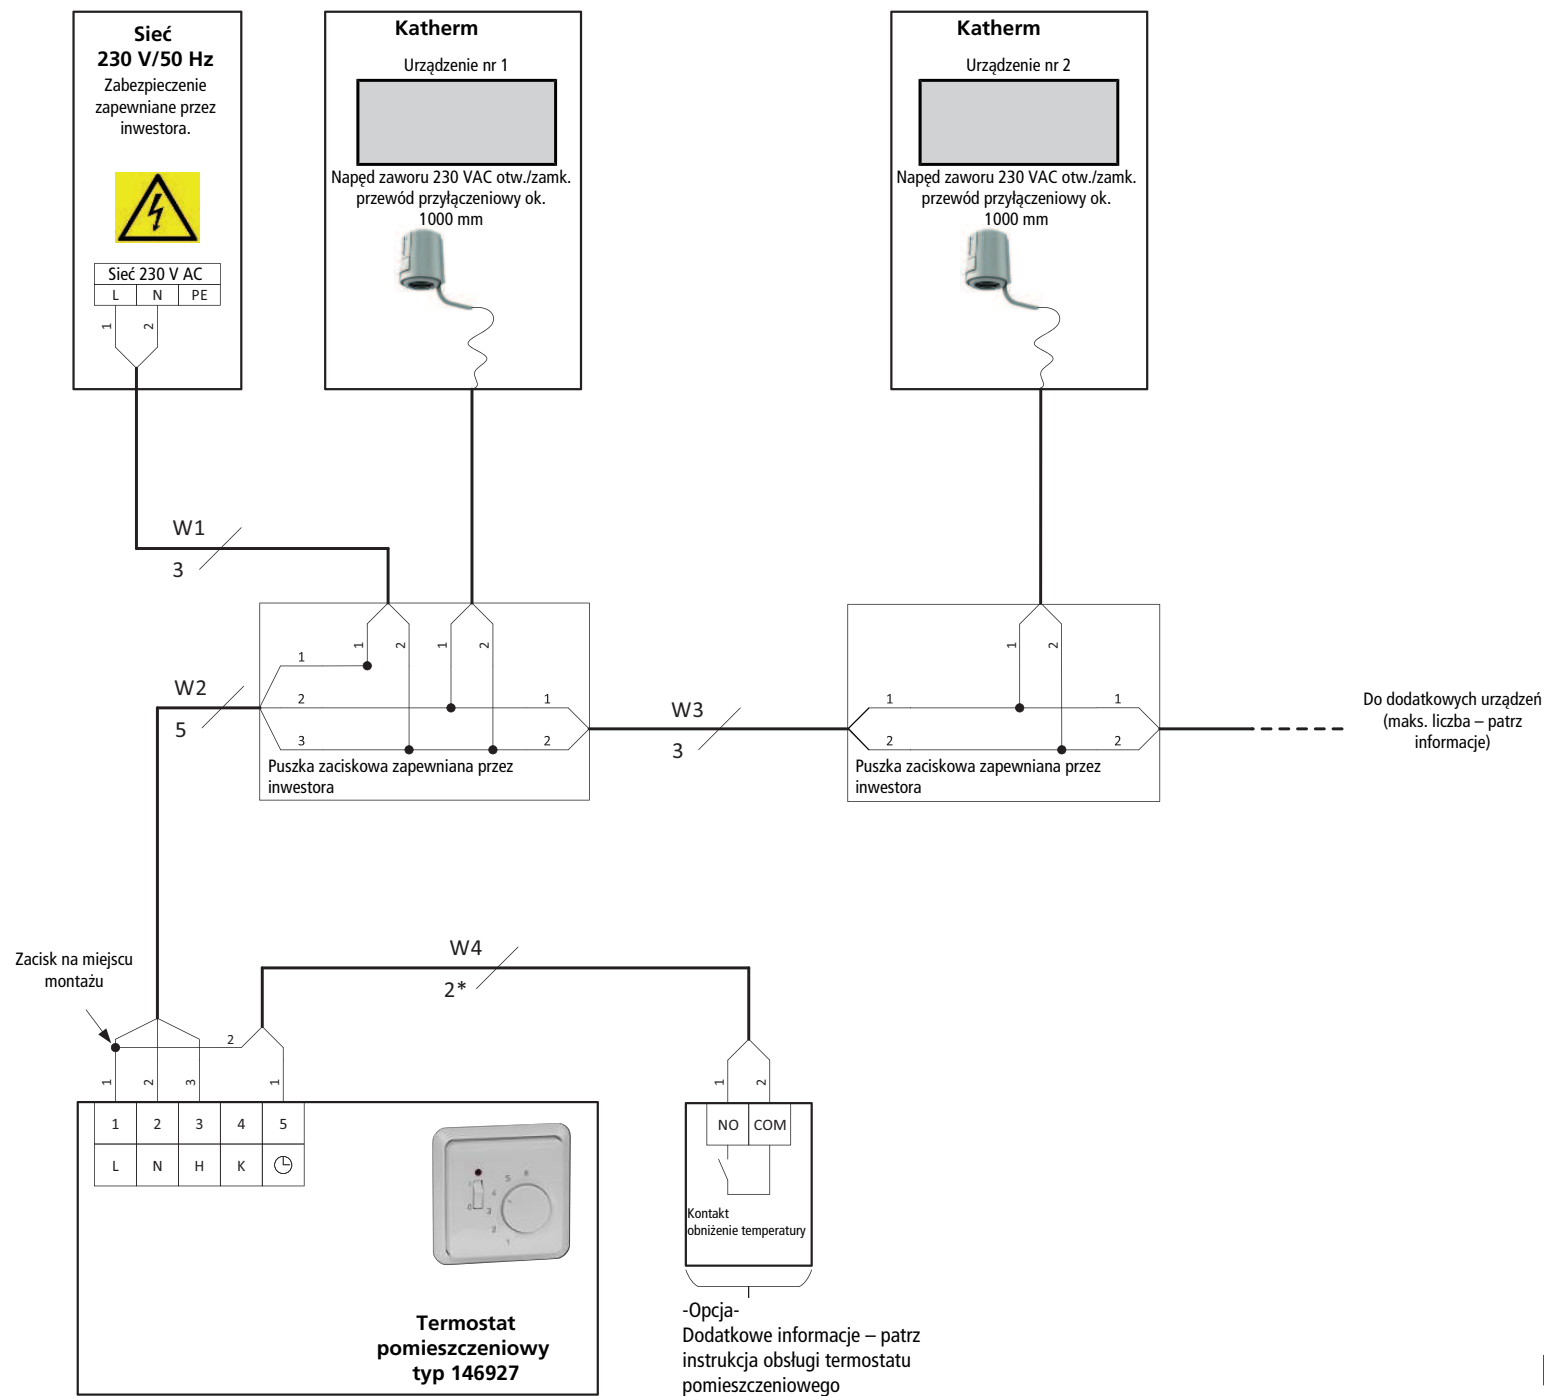 Sieć
230 V/50 Hz
Zabezpieczenie
zapewniane przez
inwestora.
Sieć 230 V AC
L N PE
1 2
Katherm
Urządzenie nr 1
Napęd zaworu 230 VAC otw./zamk.
przewód przyłączeniowy ok.
1000 mm
Katherm
Urządzenie nr 2
Napęd zaworu 230 VAC otw./zamk.
przewód przyłączeniowy ok.
1000 mm
W1
3
1 2 1 2
1
2 1
3 2
Puszka zaciskowa zapewniana przez
inwestora
W2
5
W3
3
1 2
1 1
2 2
Puszka zaciskowa zapewniana przez
inwestora
Do dodatkowych urządzeń
(maks. liczba – patrz
informacje)
Zacisk na miejscu
montażu
W4
2*
2
1 2 3 1
1 2 3 4 5
L N H K
Termostat
pomieszczeniowy
typ 146927
1 2
NO COM
Kontakt
obniżenie temperatury
-Opcja-
Dodatkowe informacje – patrz
instrukcja obsługi termostatu
pomieszczeniowego